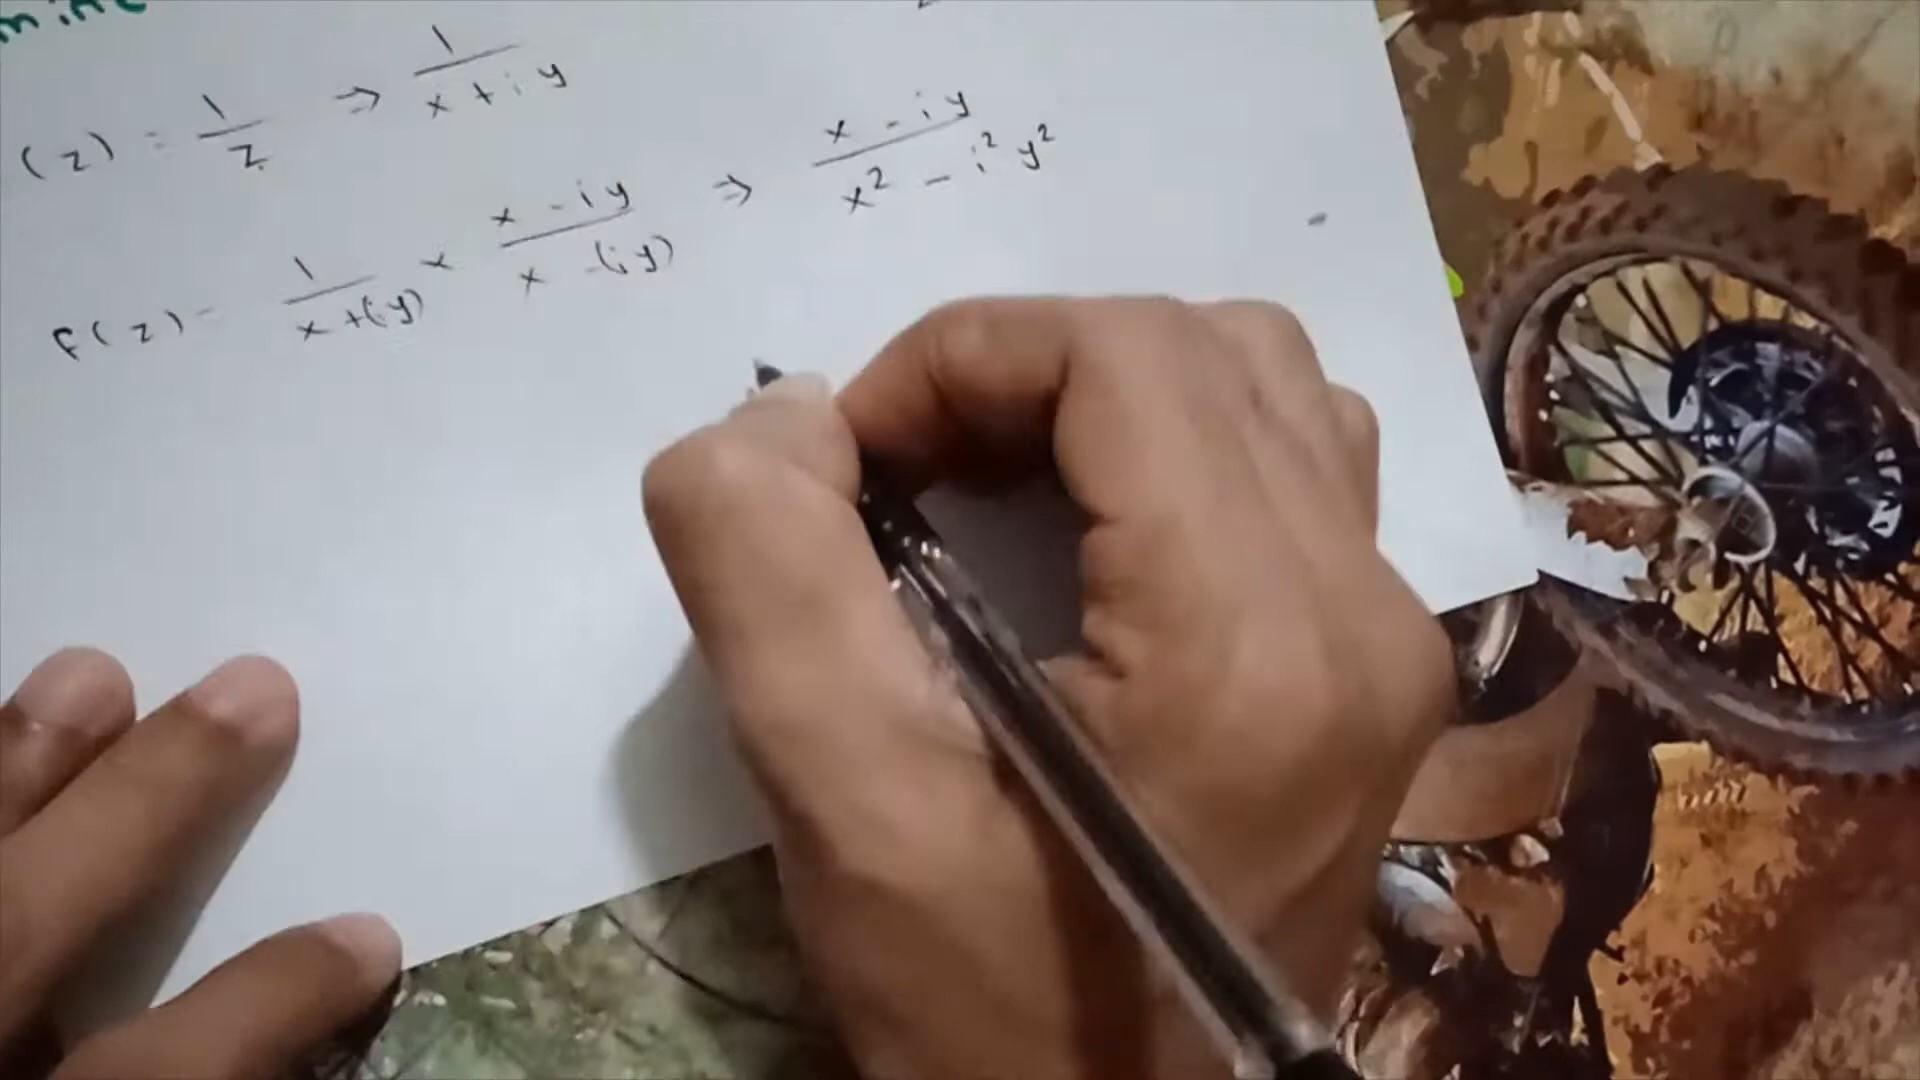 (z) = 1/z ⇒ 1/(x + iy)
f(z) = 1/(x + (iy)) × (x - iy)/(x - (iy)) ⇒ (x - iy)/(x² - i²y²)